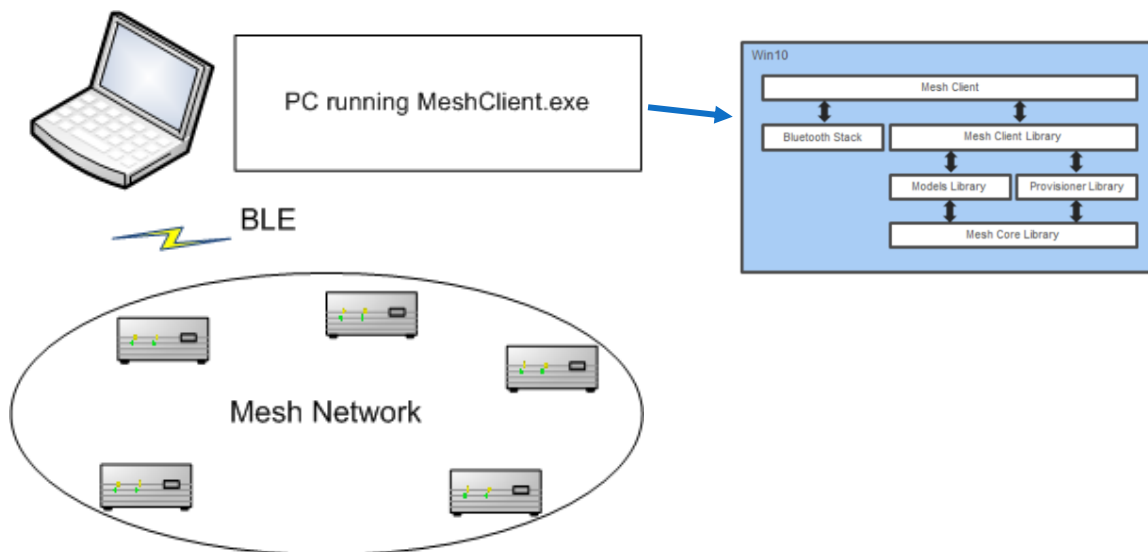 PC running MeshClient.exe
Win10
Mesh Client
Bluetooth Stack
Mesh Client Library
Models Library
Provisioner Library
Mesh Core Library
BLE
Mesh Network